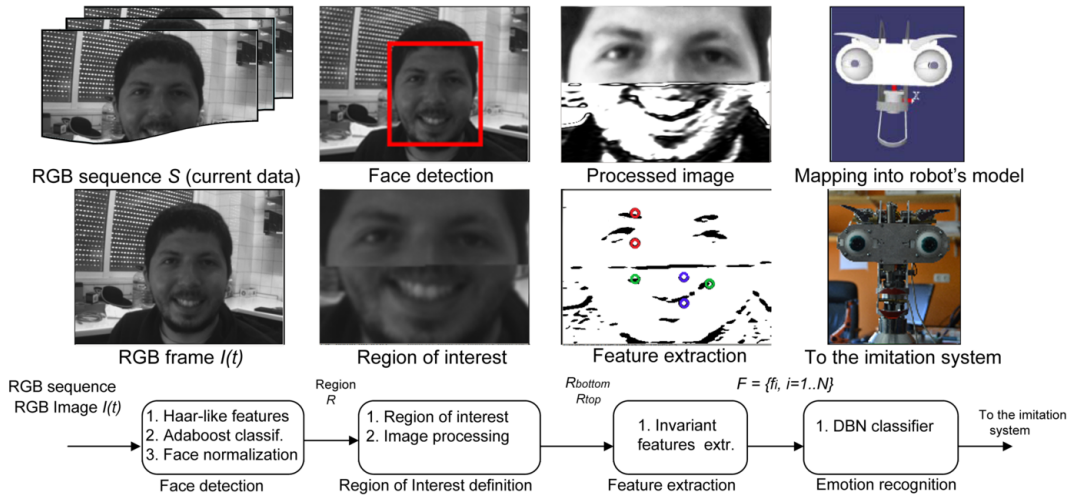 RGB sequence S (current data)
Face detection
Processed image
Mapping into robot's model
RGB frame I(t)
Region of interest
Feature extraction
To the imitation system
RGB sequence
RGB Image I(t)
1. Haar-like features
2. Adaboost classif.
3. Face normalization
Face detection
Region
R
1. Region of interest
2. Image processing
Region of Interest definition
Rbottom
Rtop
1. Invariant
features extr.
Feature extraction
F = {fi, i=1..N}
1. DBN classifier
Emotion recognition
To the imitation
system